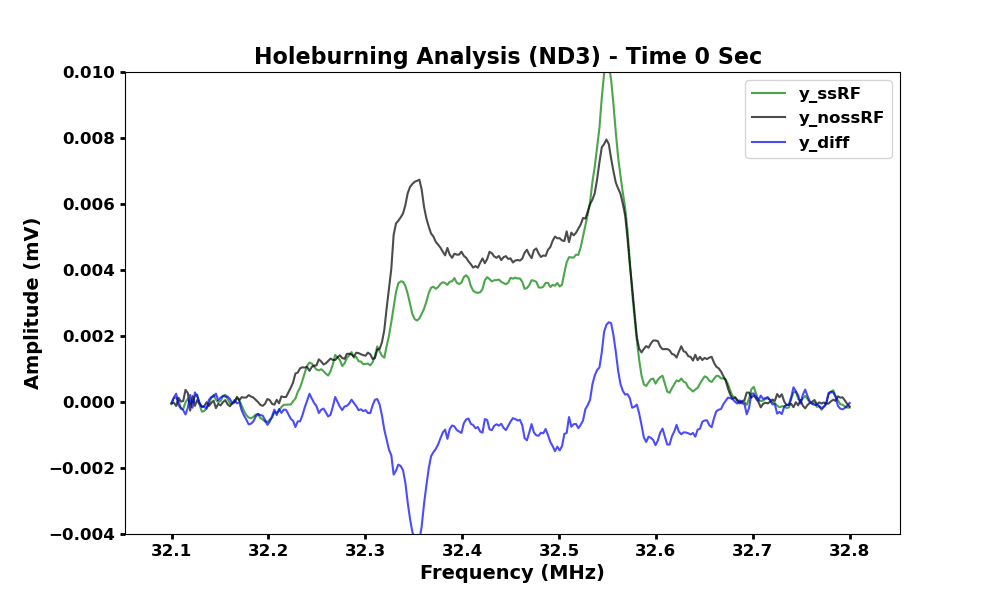 Holeburning Analysis (ND3) - Time 0 Sec
y_ssRF
y_nossRF
y_diff
Amplitude (mV)
0.010
0.008
0.006
0.004
0.002
0.000
−0.002
−0.004
32.1 32.2 32.3 32.4 32.5 32.6 32.7 32.8
Frequency (MHz)